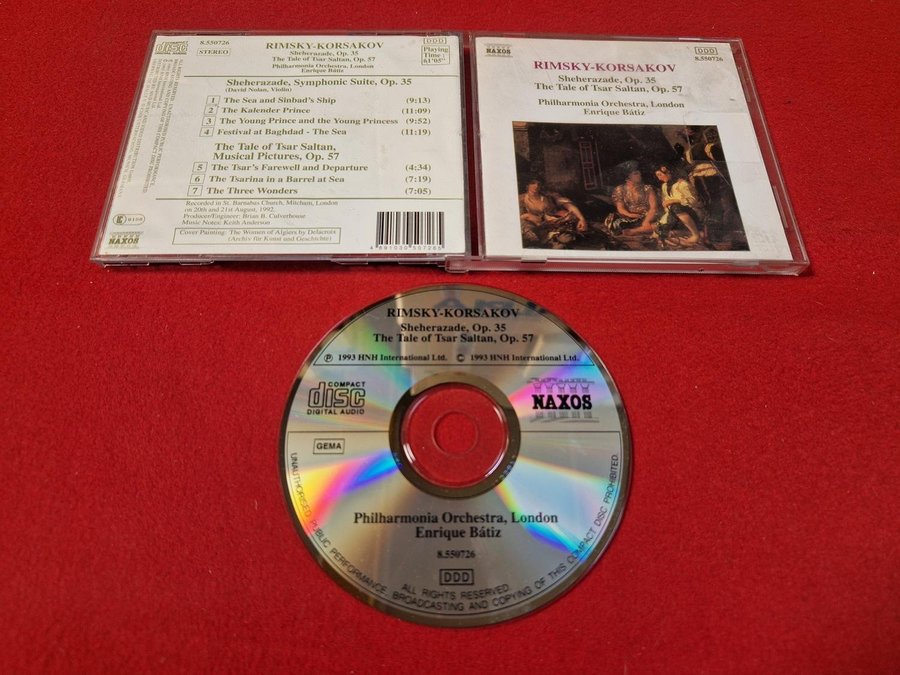 COMPACT disc DIGITAL AUDIO
8.550726
STEREO
RIMSKY-KORSAKOV
Sheherazade, Op. 35
The Tale of Tsar Saltan, Op. 57
Philharmonia Orchestra, London
Enrique Bátiz
DDD
Playing
Time :
61'05"
Sheherazade, Symphonic Suite, Op. 35
(David Nolan, Violin)
1 The Sea and Sinbad's Ship (9:13)
2 The Kalender Prince (11:09)
3 The Young Prince and the Young Princess (9:52)
4 Festival at Baghdad - The Sea (11:19)
The Tale of Tsar Saltan,
Musical Pictures, Op. 57
5 The Tsar's Farewell and Departure (4:34)
6 The Tsarina in a Barrel at Sea (7:19)
7 The Three Wonders (7:05)
Recorded in St. Barnabas Church, Mitcham, London
on 20th and 21st August, 1992.
Producer/Engineer: Brian B. Culverhouse
Music Notes: Keith Anderson
Cover Painting: The Women of Algiers by Delacroix
(Archiv für Kunst und Geschichte)
NAXOS
4 891030 507265
NAXOS
DDD
8.550726
RIMSKY-KORSAKOV
Sheherazade, Op. 35
The Tale of Tsar Saltan, Op. 57
Philharmonia Orchestra, London
Enrique Bátiz
RIMSKY-KORSAKOV
Sheherazade, Op. 35
The Tale of Tsar Saltan, Op. 57
℗ 1993 HNH International Ltd. © 1993 HNH International Ltd.
COMPACT
disc
DIGITAL AUDIO
NAXOS
GEMA
Philharmonia Orchestra, London
Enrique Bátiz
8.550726
DDD
ALL RIGHTS RESERVED.
UNAUTHORISED PUBLIC PERFORMANCE, BROADCASTING AND COPYING OF THIS COMPACT DISC PROHIBITED.